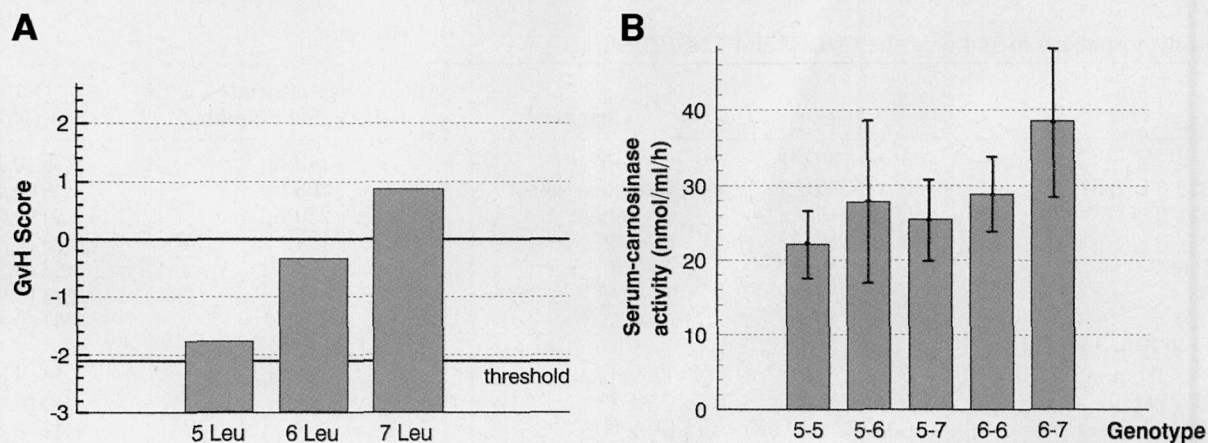 A
GvH Score
2
1
0
-1
-2
-3
threshold
5 Leu 6 Leu 7 Leu
B
Serum-carnosinase
activity (nmol/ml/h)
40
30
20
10
0
5-5 5-6 5-7 6-6 6-7 Genotype